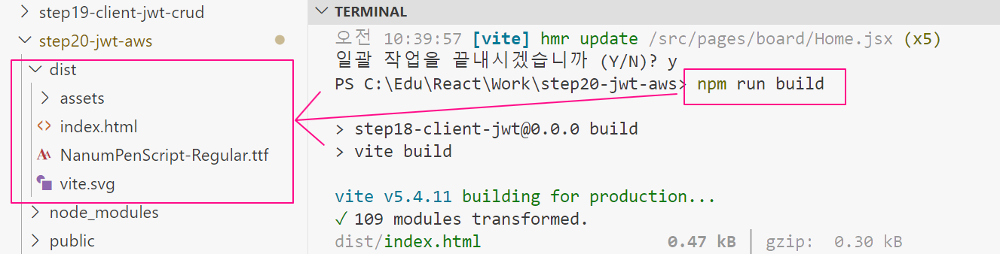 step19-client-jwt-crud
step20-jwt-aws
dist
assets
index.html
NanumPenScript-Regular.ttf
vite.svg
node_modules
public
TERMINAL
오전 10:39:57 [vite] hmr update /src/pages/board/Home.jsx (x5)
일괄 작업을 끝내시겠습니까 (Y/N)? y
PS C:\Edu\React\Work\step20-jwt-aws> npm run build
> step18-client-jwt@0.0.0 build
> vite build
vite v5.4.11 building for production...
✓ 109 modules transformed.
dist/index.html 0.47 kB │ gzip: 0.30 kB